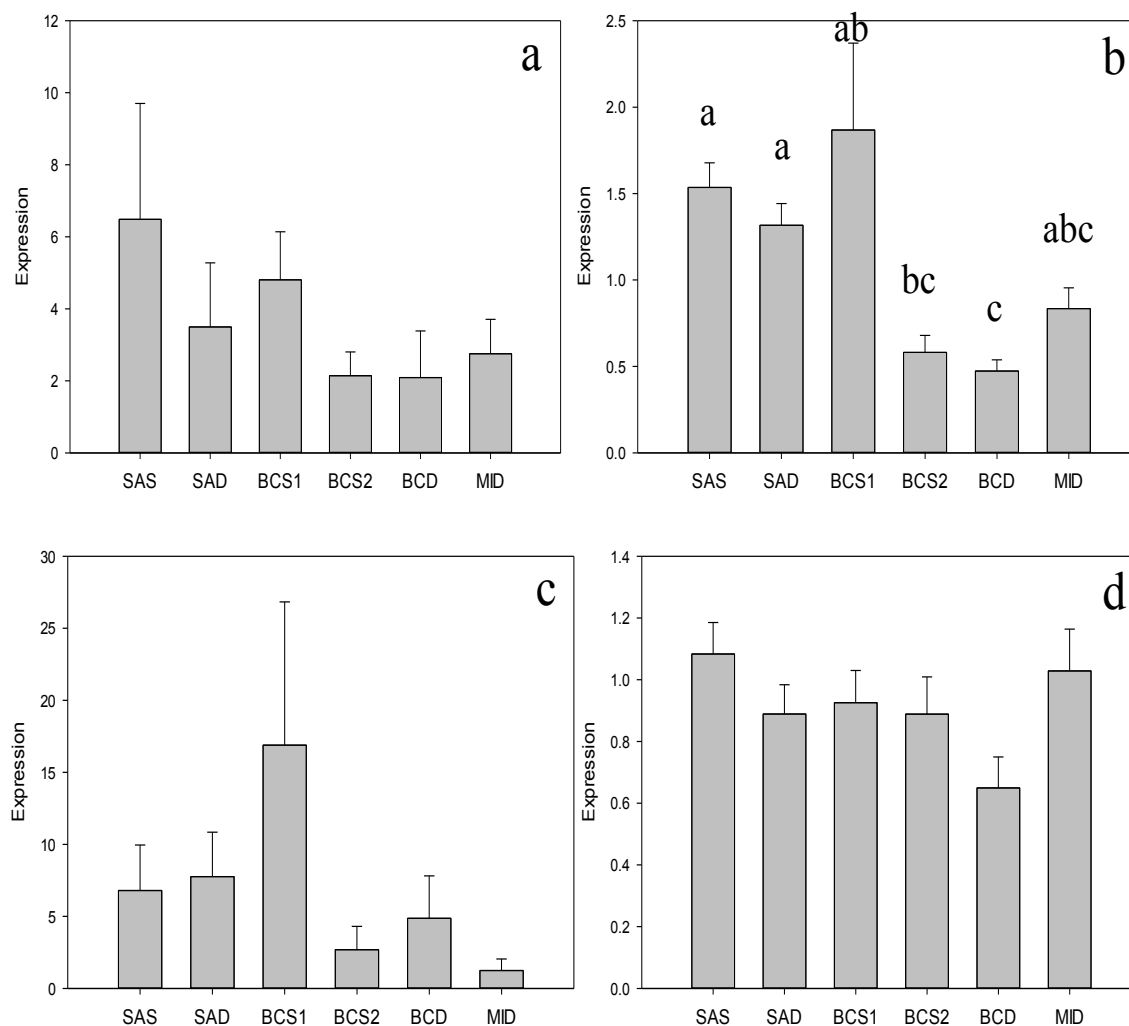 a
12
10
8
6
4
2
0
Expression
SAS SAD BCS1 BCS2 BCD MID
b
2.5
2.0
1.5
1.0
0.5
0.0
Expression
a a ab bc c abc
SAS SAD BCS1 BCS2 BCD MID
c
30
25
20
15
10
5
0
Expression
SAS SAD BCS1 BCS2 BCD MID
d
1.4
1.2
1.0
0.8
0.6
0.4
0.2
0.0
Expression
SAS SAD BCS1 BCS2 BCD MID